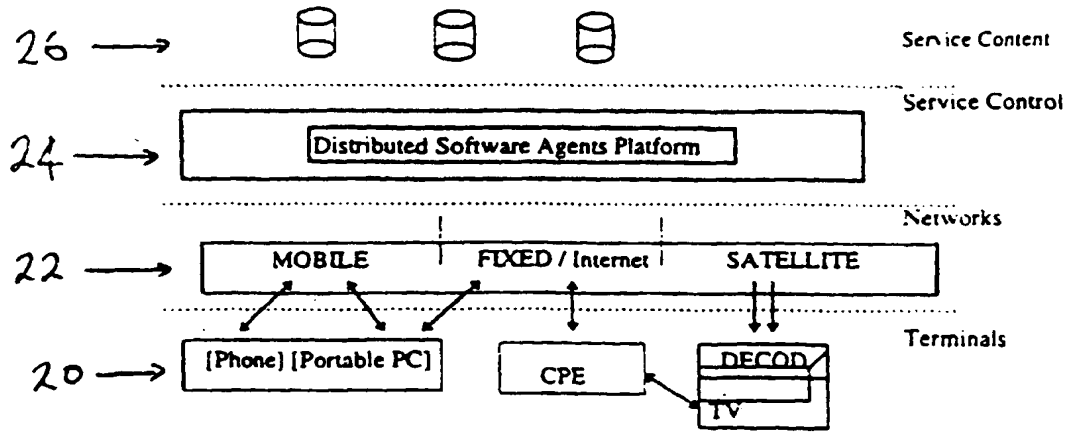 26
Service Content
Service Control
24
Distributed Software Agents Platform
Networks
22
MOBILE
FIXED / Internet
SATELLITE
Terminals
20
[Phone] [Portable PC]
CPE
DECOD
TV